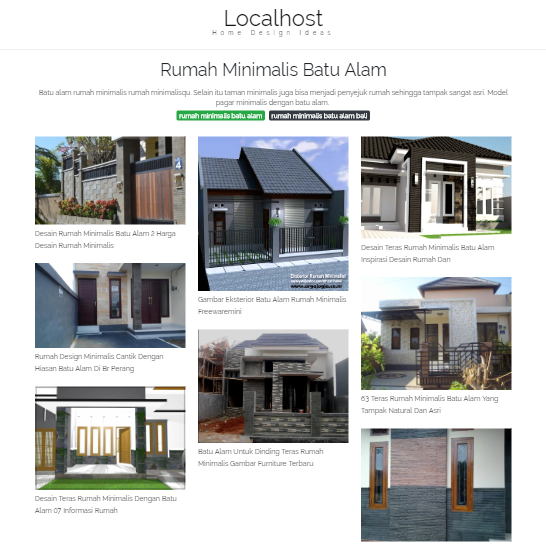 Localhost
Home Design Ideas
Rumah Minimalis Batu Alam
Batu alam rumah minimalis rumah minimalisqu. Selain itu taman minimalis juga bisa menjadi penyejuk rumah sehingga tampak sangat asri. Model
pagar minimalis dengan batu alam.
rumah minimalis batu alam rumah minimalis batu alam bali
4
Desain Rumah Minimalis Batu Alam 2 Harga
Desain Rumah Minimalis
Rumah Design Minimalis Cantik Dengan
Hiasan Batu Alam Di Br Perang
Desain Teras Rumah Minimalis Dengan Batu
Alam 07 Informasi Rumah
Eksterior Rumah Minimalis
Gambar Eksterior Batu Alam Rumah Minimalis
Freewaremini
Batu Alam Untuk Dinding Teras Rumah
Minimalis Gambar Furniture Terbaru
Desain Teras Rumah Minimalis Batu Alam
Inspirasi Desain Rumah Dan
63 Teras Rumah Minimalis Batu Alam Yang
Tampak Natural Dan Asri